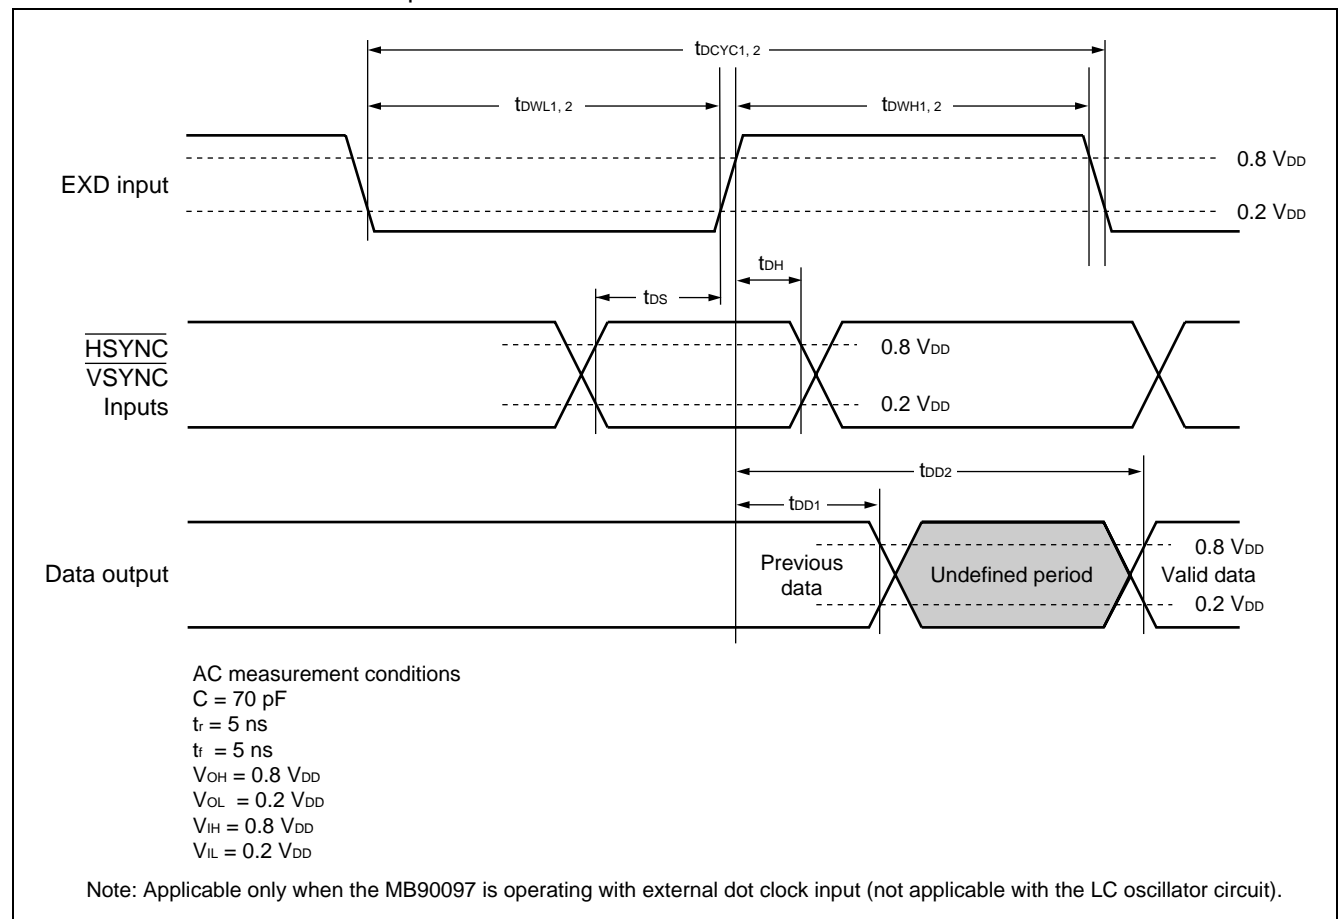 tDCYC1, 2
tDWL1, 2
tDWH1, 2
EXD input
0.8 VDD
0.2 VDD
tDH
tDS
HSYNC
VSYNC
Inputs
0.8 VDD
0.2 VDD
tDD2
tDD1
Data output
Previous
data
Undefined period
Valid data
0.8 VDD
0.2 VDD
AC measurement conditions
C = 70 pF
tr = 5 ns
tf = 5 ns
VOH = 0.8 VDD
VOL = 0.2 VDD
VIH = 0.8 VDD
VIL = 0.2 VDD
Note: Applicable only when the MB90097 is operating with external dot clock input (not applicable with the LC oscillator circuit).